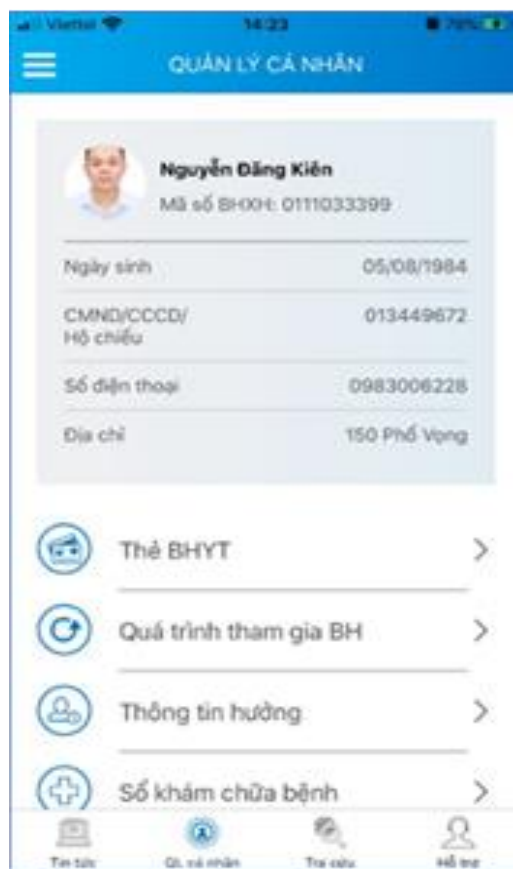 Viettel 14:23 78%
QUẢN LÝ CÁ NHÂN
Nguyễn Đăng Kiên
Mã số BHXH: 0111033399
Ngày sinh 05/08/1984
CMND/CCCD/
Hộ chiếu 013449672
Số điện thoại 0983006228
Địa chỉ 150 Phố Vọng
Thẻ BHYT
Quá trình tham gia BH
Thông tin hưởng
Sổ khám chữa bệnh
Tin tức QL cá nhân Tra cứu Hỗ trợ